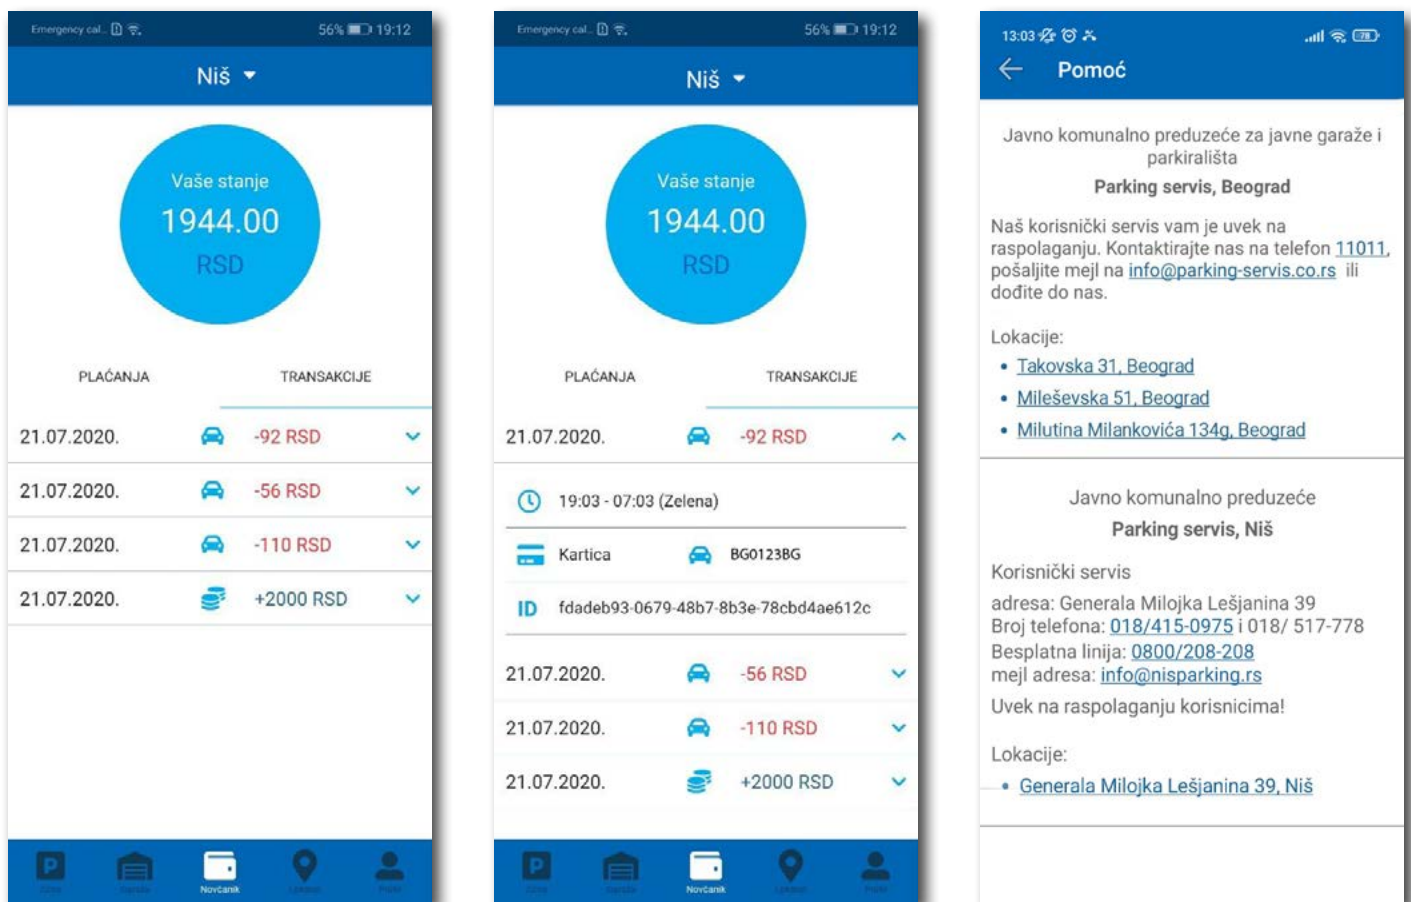 Emergency cal... 56% 19:12
Niš
Vaše stanje
1944.00
RSD
PLAĆANJA TRANSAKCIJE
21.07.2020. -92 RSD
21.07.2020. -56 RSD
21.07.2020. -110 RSD
21.07.2020. +2000 RSD
P
Novčanik
Emergency cal... 56% 19:12
Niš
Vaše stanje
1944.00
RSD
PLAĆANJA TRANSAKCIJE
21.07.2020. -92 RSD
19:03 - 07:03 (Zelena)
Kartica BG0123BG
ID fdadeb93-0679-48b7-8b3e-78cbd4ae612c
21.07.2020. -56 RSD
21.07.2020. -110 RSD
21.07.2020. +2000 RSD
P
Novčanik
13:03 78
Pomoć
Javno komunalno preduzeće za javne garaže i
parkirališta
Parking servis, Beograd
Naš korisnički servis vam je uvek na
raspolaganju. Kontaktirajte nas na telefon 11011,
pošaljite mejl na info@parking-servis.co.rs ili
dođite do nas.
Lokacije:
• Takovska 31, Beograd
• Mileševska 51, Beograd
• Milutina Milankovića 134g, Beograd
Javno komunalno preduzeće
Parking servis, Niš
Korisnički servis
adresa: Generala Milojka Lešjanina 39
Broj telefona: 018/415-0975 i 018/ 517-778
Besplatna linija: 0800/208-208
mejl adresa: info@nisparking.rs
Uvek na raspolaganju korisnicima!
Lokacije:
• Generala Milojka Lešjanina 39, Niš